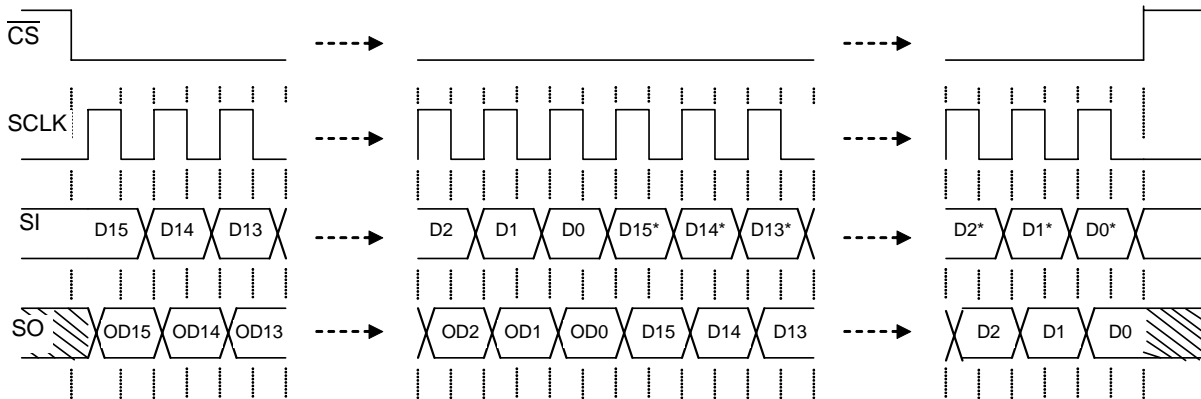 CS
SCLK
SI D15 D14 D13 D2 D1 D0 D15* D14* D13* D2* D1* D0*
SO OD15 OD14 OD13 OD2 OD1 OD0 D15 D14 D13 D2 D1 D0